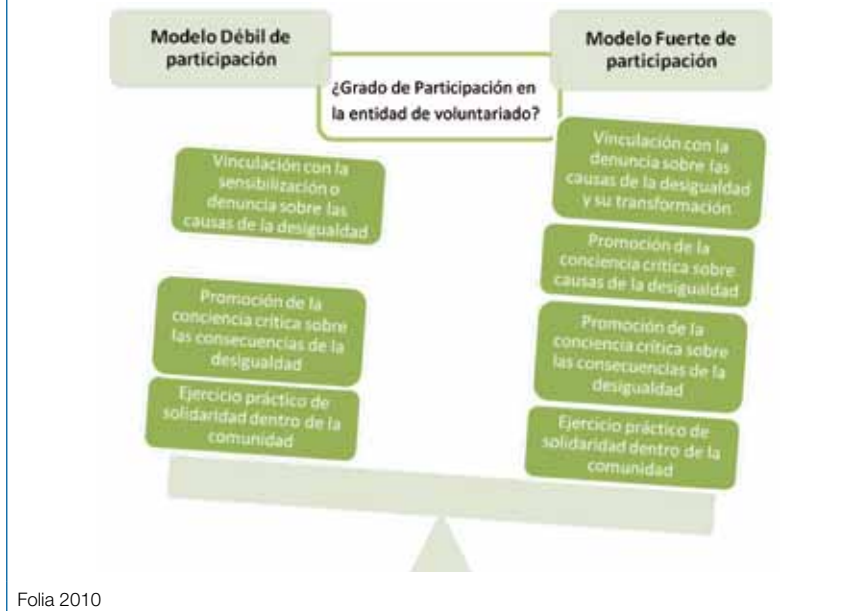 Modelo Débil de
participación
Modelo Fuerte de
participación
¿Grado de Participación en
la entidad de voluntariado?
Vinculación con la
sensibilización o
denuncia sobre las
causas de la desigualdad
Promoción de la
conciencia crítica sobre
las consecuencias de la
desigualdad
Ejercicio práctico de
solidaridad dentro de la
comunidad
Vinculación con la
denuncia sobre las
causas de la desigualdad
y su transformación
Promoción de la
conciencia crítica sobre
causas de la desigualdad
Promoción de la
conciencia crítica sobre
las consecuencias de la
desigualdad
Ejercicio práctico de
solidaridad dentro de la
comunidad
Folia 2010